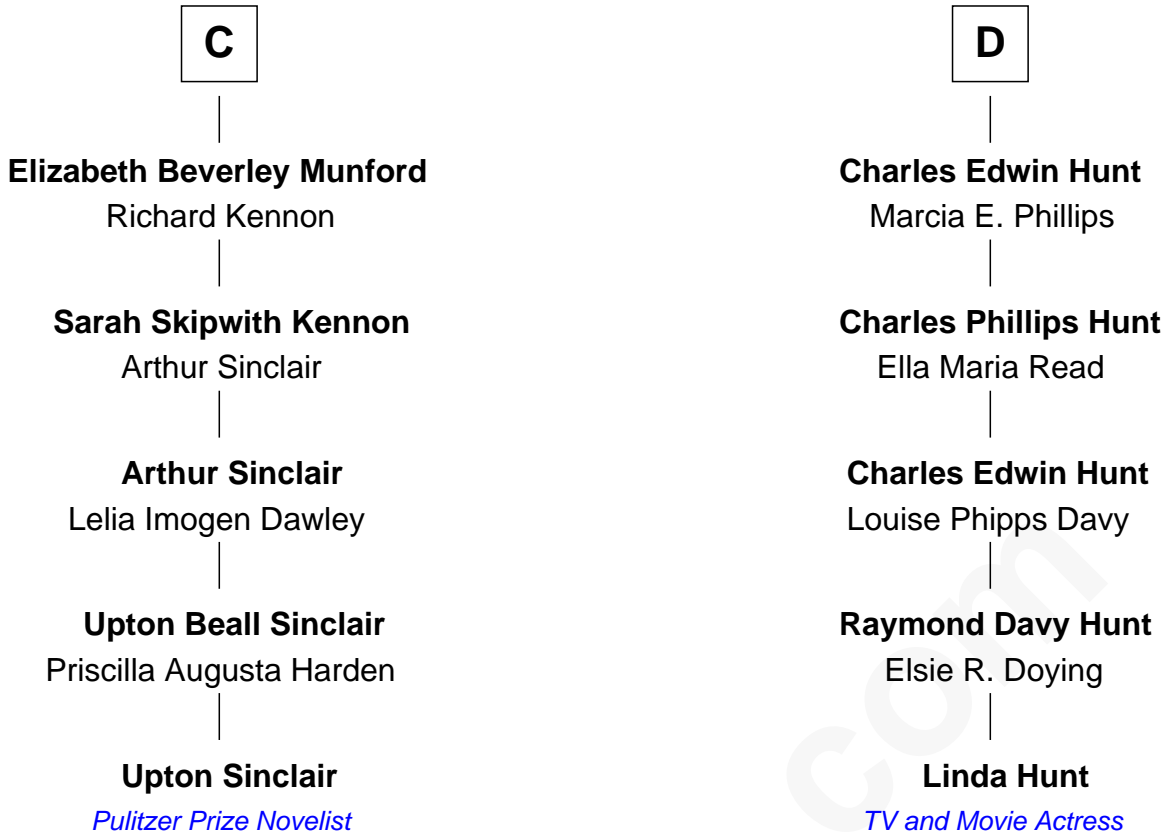 C
Elizabeth Beverley Munford
Richard Kennon
Sarah Skipwith Kennon
Arthur Sinclair
Arthur Sinclair
Lelia Imogen Dawley
Upton Beall Sinclair
Priscilla Augusta Harden
Upton Sinclair
Pulitzer Prize Novelist
D
Charles Edwin Hunt
Marcia E. Phillips
Charles Phillips Hunt
Ella Maria Read
Charles Edwin Hunt
Louise Phipps Davy
Raymond Davy Hunt
Elsie R. Doying
Linda Hunt
TV and Movie Actress
com